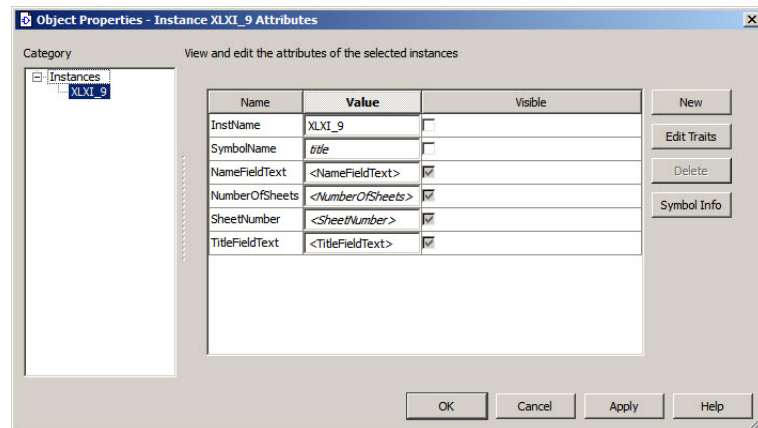 Object Properties - Instance XLXI_9 Attributes
Category
View and edit the attributes of the selected instances
Instances
XLXI_9
Name Value Visible
InstName XLXI_9
SymbolName title
NameFieldText <NameFieldText>
NumberOfSheets <NumberOfSheets>
SheetNumber <SheetNumber>
TitleFieldText <TitleFieldText>
New
Edit Traits
Delete
Symbol Info
OK Cancel Apply Help